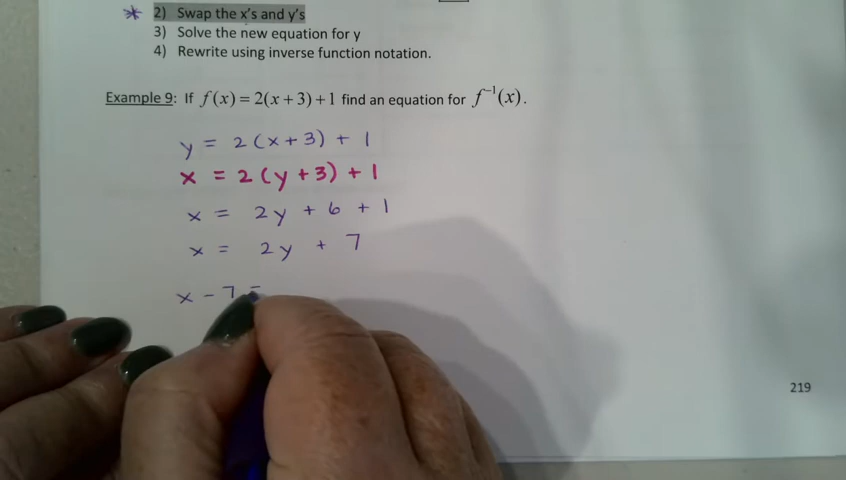 * 2) Swap the x's and y's
3) Solve the new equation for y
4) Rewrite using inverse function notation.
Example 9: If f(x) = 2(x + 3) + 1 find an equation for f⁻¹(x).
y = 2(x+3) + 1
x = 2(y+3) + 1
x = 2y + 6 + 1
x = 2y + 7
x - 7 =
219